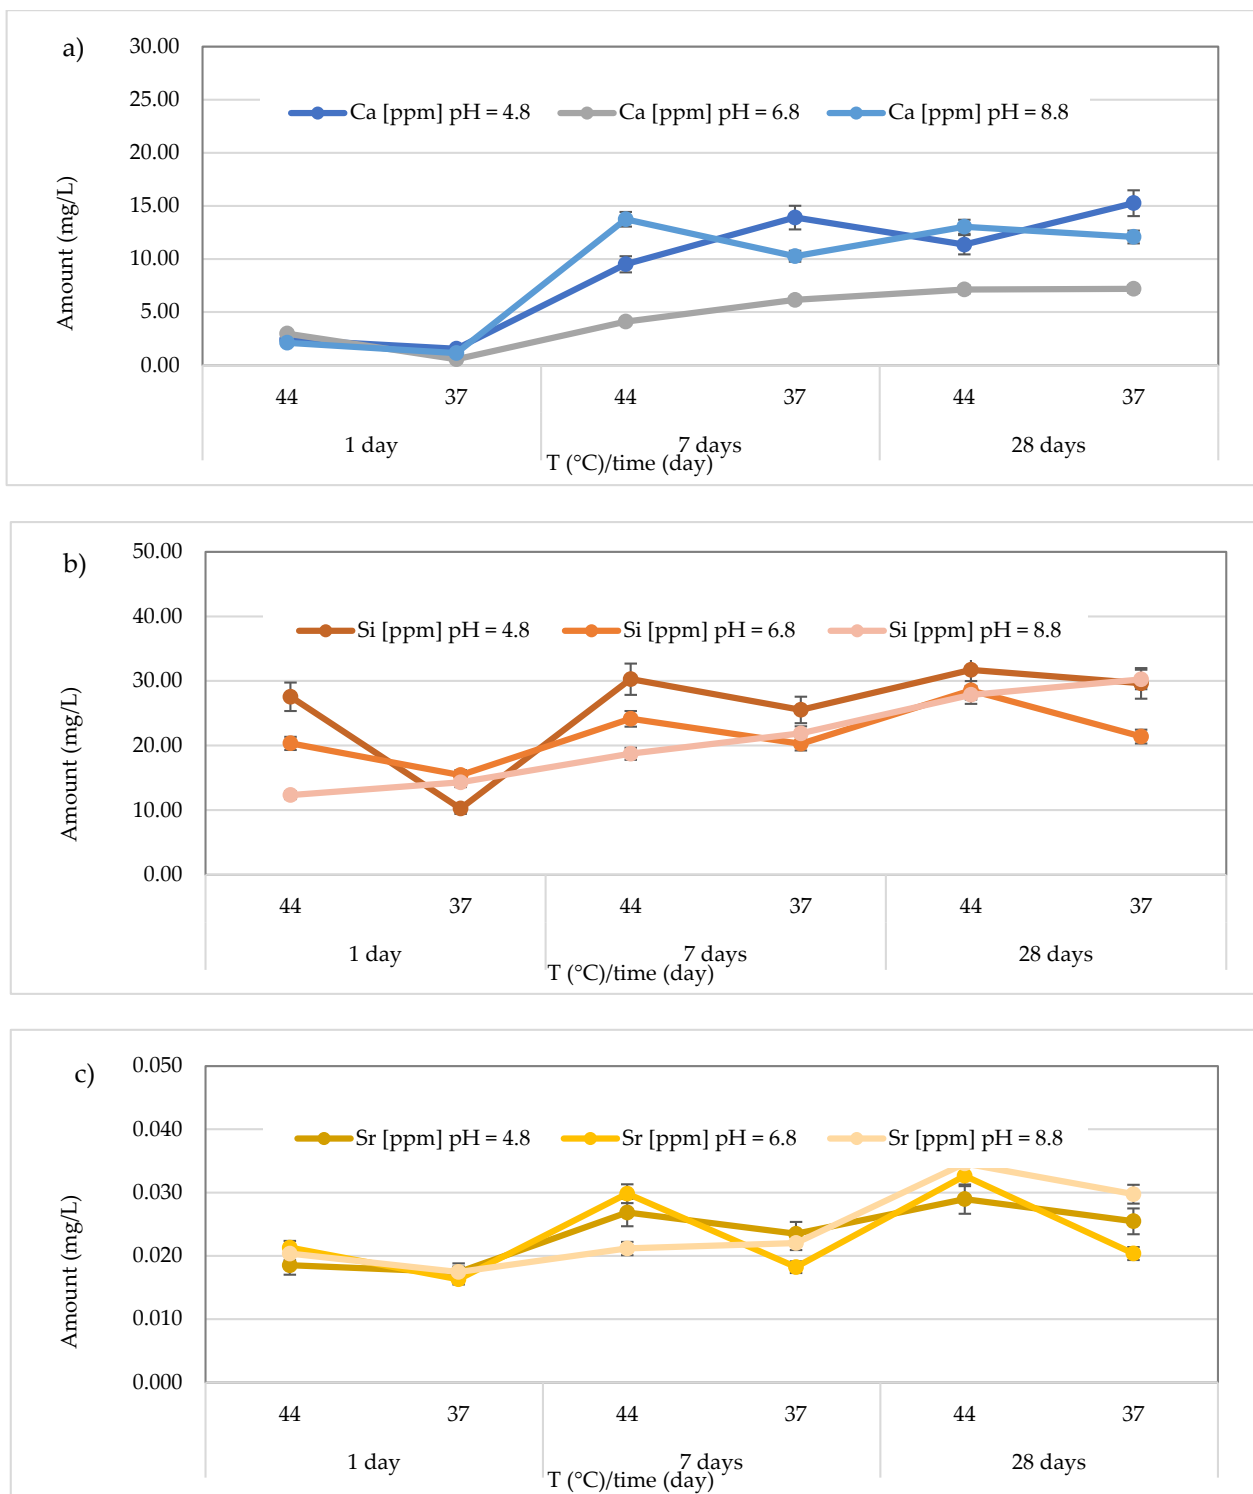 a)
30.00
25.00
20.00
15.00
10.00
5.00
0.00
Amount (mg/L)
Ca [ppm] pH = 4.8 Ca [ppm] pH = 6.8 Ca [ppm] pH = 8.8
44 37 44 37 44 37
1 day 7 days 28 days
T (°C)/time (day)
b)
50.00
40.00
30.00
20.00
10.00
0.00
Amount (mg/L)
Si [ppm] pH = 4.8 Si [ppm] pH = 6.8 Si [ppm] pH = 8.8
44 37 44 37 44 37
1 day 7 days 28 days
T (°C)/time (day)
c)
0.050
0.040
0.030
0.020
0.010
0.000
Amount (mg/L)
Sr [ppm] pH = 4.8 Sr [ppm] pH = 6.8 Sr [ppm] pH = 8.8
44 37 44 37 44 37
1 day 7 days 28 days
T (°C)/time (day)